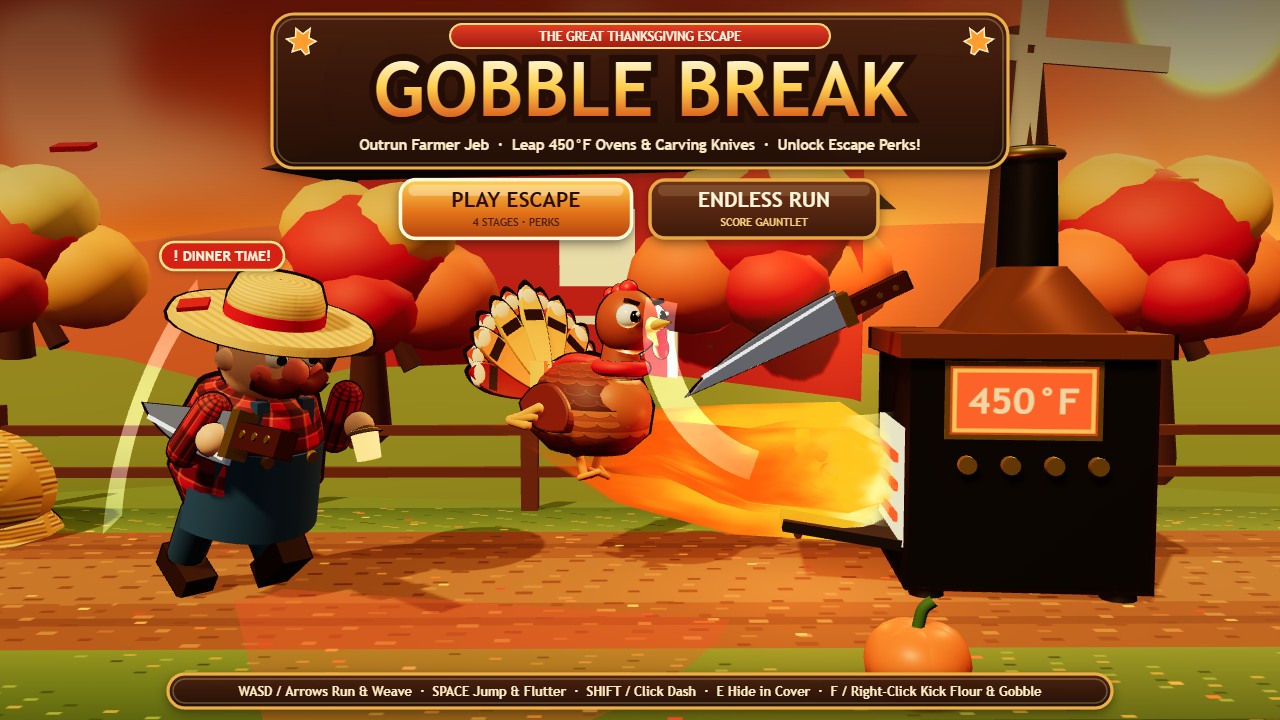 THE GREAT THANKSGIVING ESCAPE
GOBBLE BREAK
Outrun Farmer Jeb · Leap 450°F Ovens & Carving Knives · Unlock Escape Perks!
PLAY ESCAPE
4 STAGES · PERKS
ENDLESS RUN
SCORE GAUNTLET
! DINNER TIME!
450°F
WASD / Arrows Run & Weave · SPACE Jump & Flutter · SHIFT / Click Dash · E Hide in Cover · F / Right-Click Kick Flour & Gobble